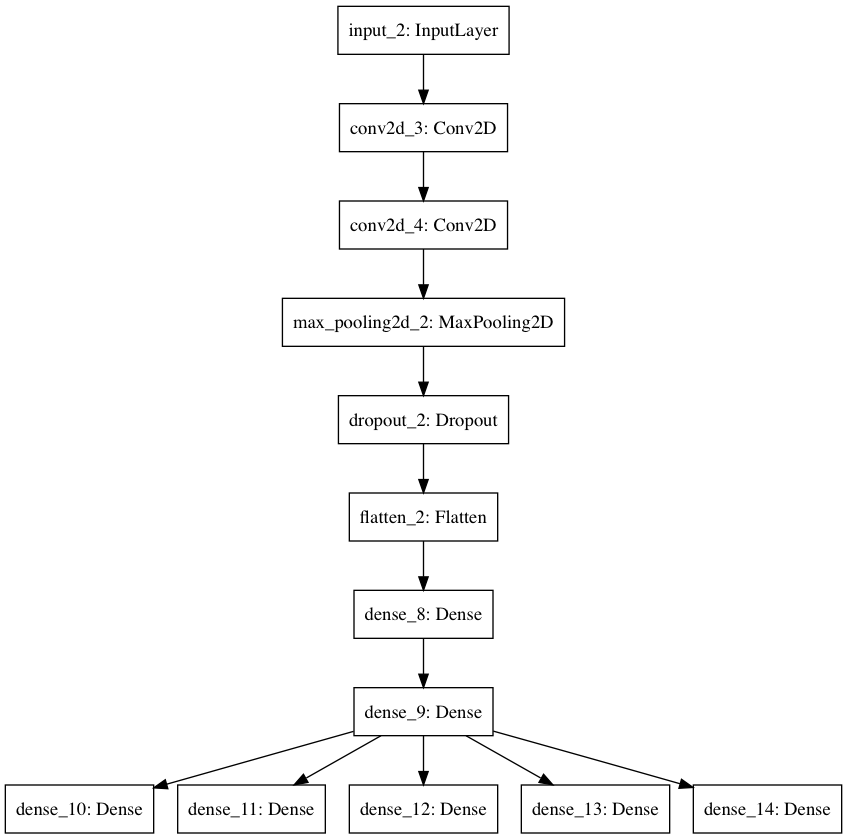 input_2: InputLayer
conv2d_3: Conv2D
conv2d_4: Conv2D
max_pooling2d_2: MaxPooling2D
dropout_2: Dropout
flatten_2: Flatten
dense_8: Dense
dense_9: Dense
dense_10: Dense
dense_11: Dense
dense_12: Dense
dense_13: Dense
dense_14: Dense